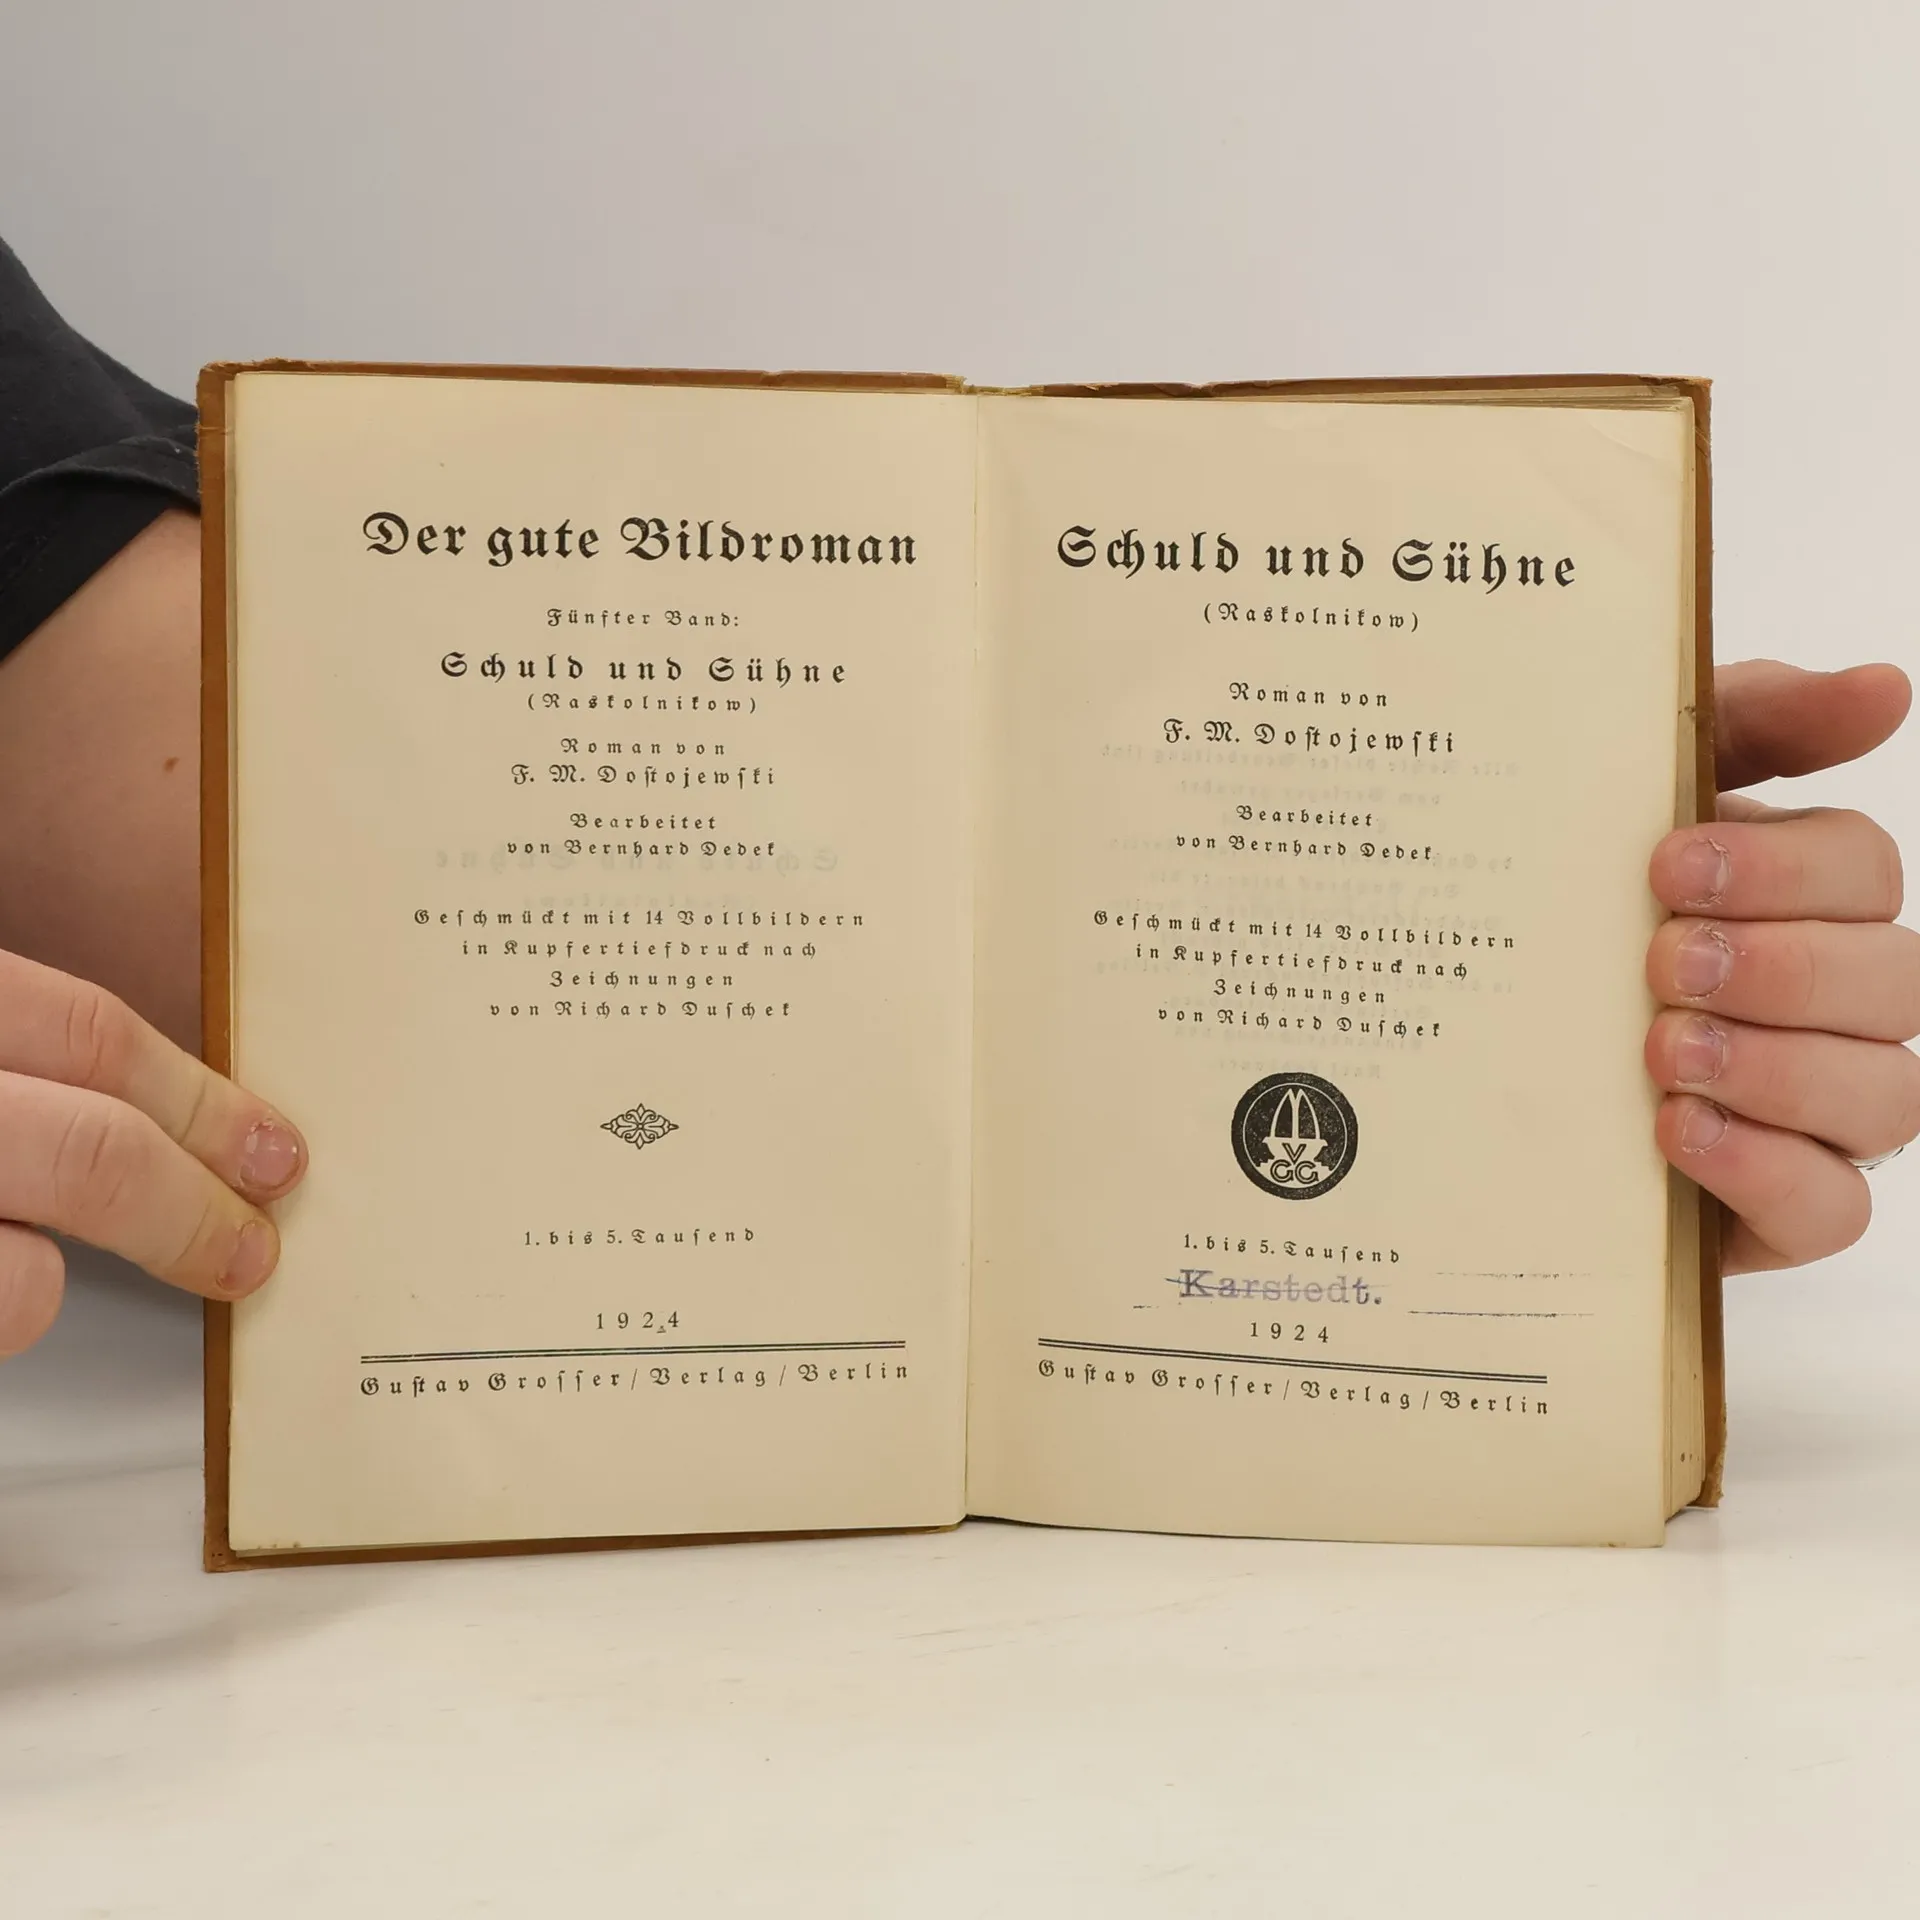 Der gute Bildroman
Fünfter Band:
Schuld und Sühne
(Raskolnikow)
Roman von
F. M. Doſtojewſki
Bearbeitet
von Bernhard Dedek
Geſchmückt mit 14 Vollbildern
in Kupfertiefdruck nach
Zeichnungen
von Richard Duſchek
1. bis 5. Tauſend
1924
Guſtav Groſſer / Verlag / Berlin
Schuld und Sühne
(Raskolnikow)
Roman von
F. M. Doſtojewſki
Bearbeitet
von Bernhard Dedek
Geſchmückt mit 14 Vollbildern
in Kupfertiefdruck nach
Zeichnungen
von Richard Duſchek
V
GG
1. bis 5. Tauſend
Karstedt.
1924
Guſtav Groſſer / Verlag / Berlin